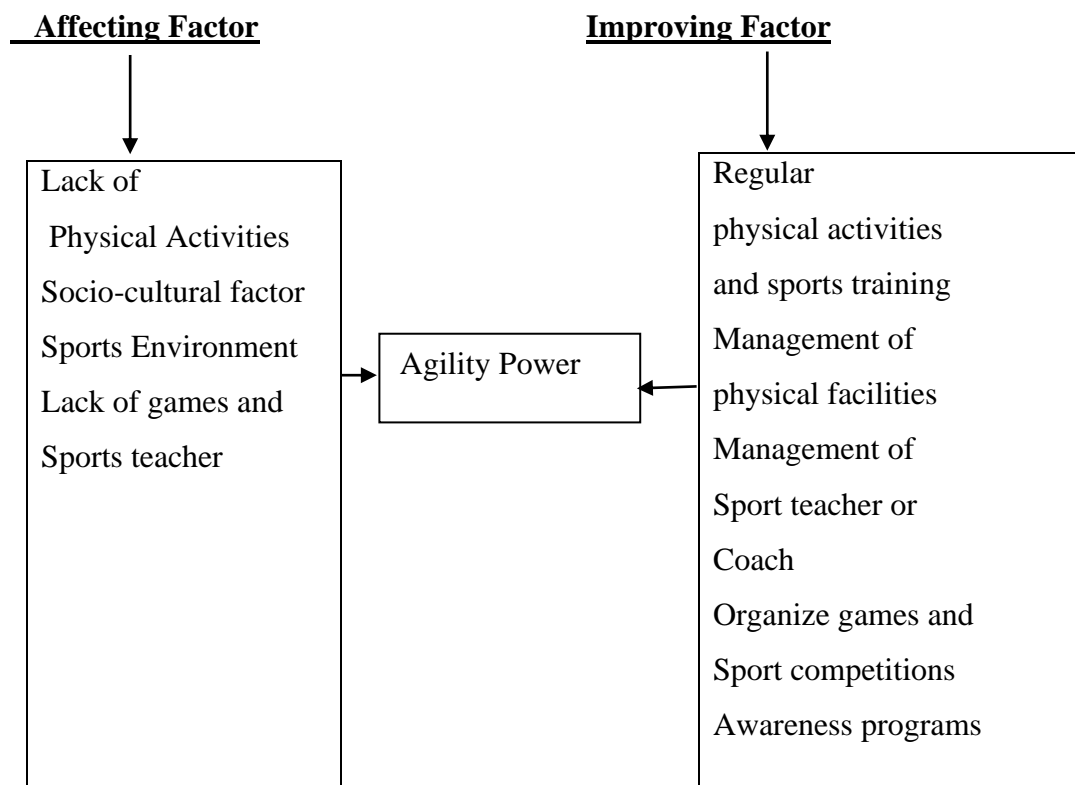 Affecting Factor
Improving Factor
Lack of
Physical Activities
Socio-cultural factor
Sports Environment
Lack of games and
Sports teacher
Agility Power
Regular
physical activities
and sports training
Management of
physical facilities
Management of
Sport teacher or
Coach
Organize games and
Sport competitions
Awareness programs